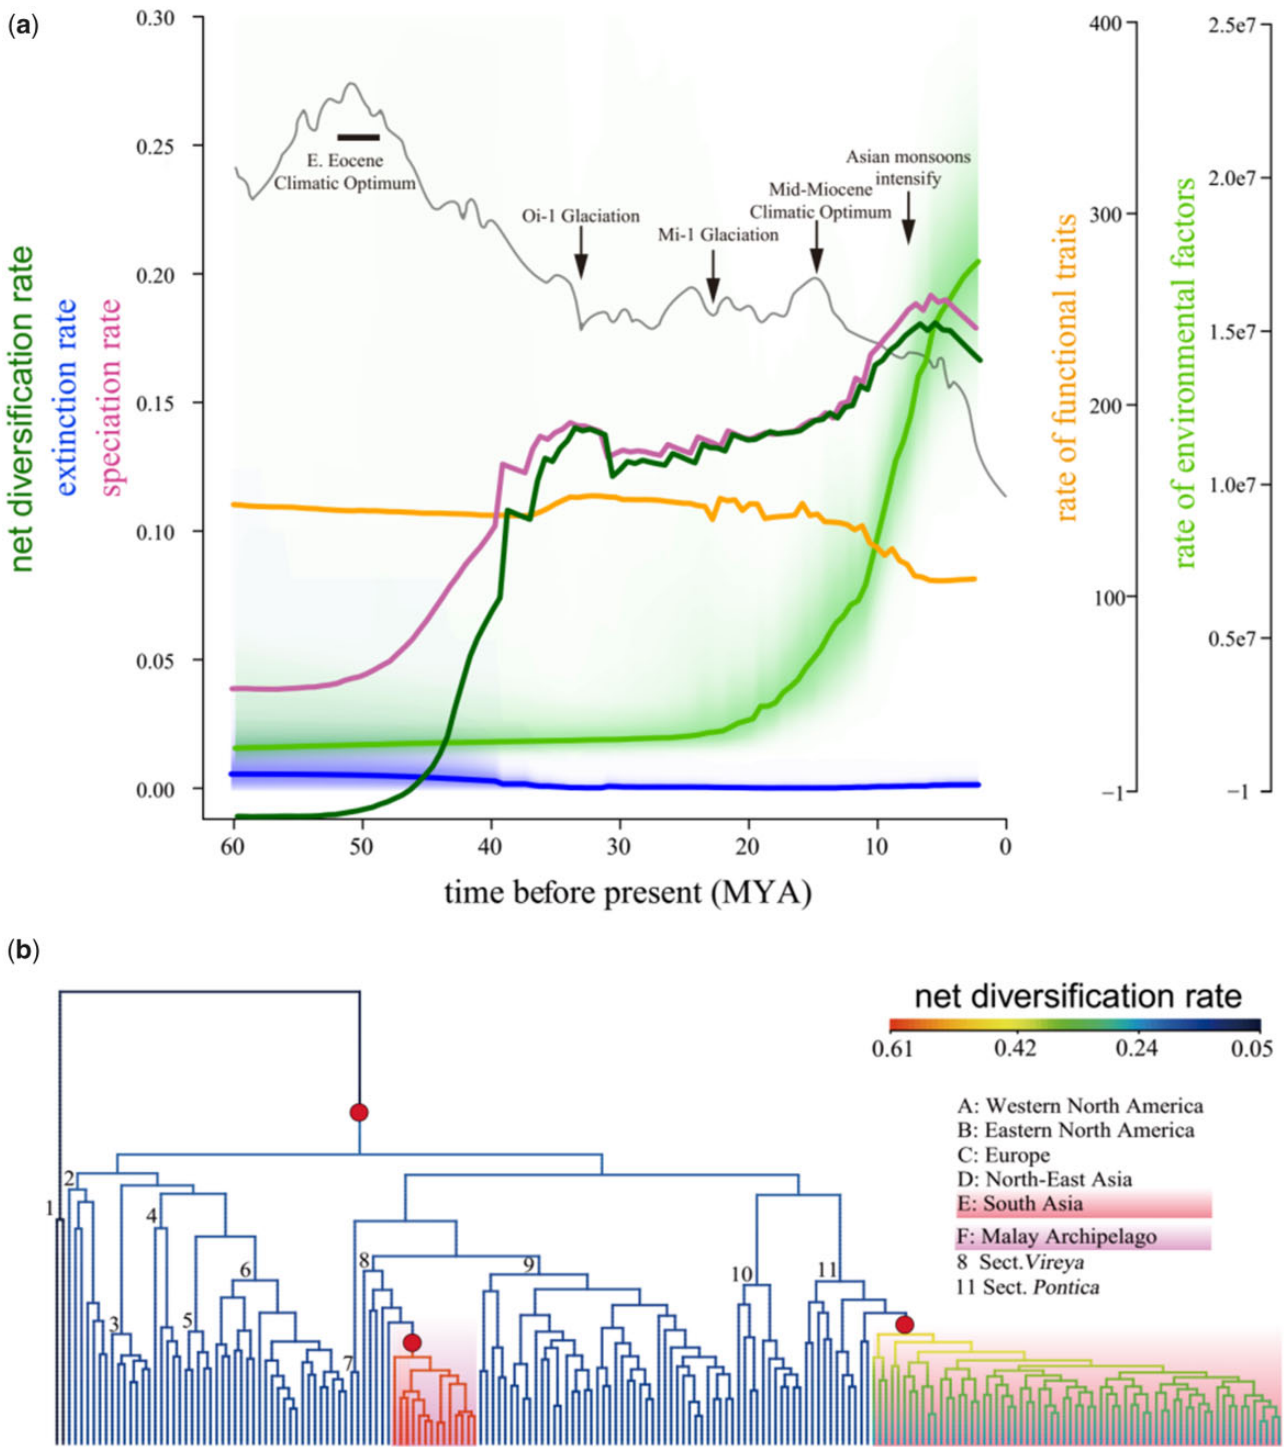 (a)
0.30
0.25
0.20
0.15
0.10
0.05
0.00
net diversification rate
extinction rate
speciation rate
E. Eocene
Climatic Optimum
Oi-1 Glaciation
Mi-1 Glaciation
Mid-Miocene
Climatic Optimum
Asian monsoons
intensify
400
300
200
100
−1
rate of functional traits
2.5e7
2.0e7
1.5e7
1.0e7
0.5e7
−1
rate of environmental factors
60
50
40
30
20
10
0
time before present (MYA)
(b)
net diversification rate
0.61
0.42
0.24
0.05
A: Western North America
B: Eastern North America
C: Europe
D: North-East Asia
E: South Asia
F: Malay Archipelago
8 Sect.Vireya
11 Sect. Pontica
1
2
3
4
5
6
7
8
9
10
11